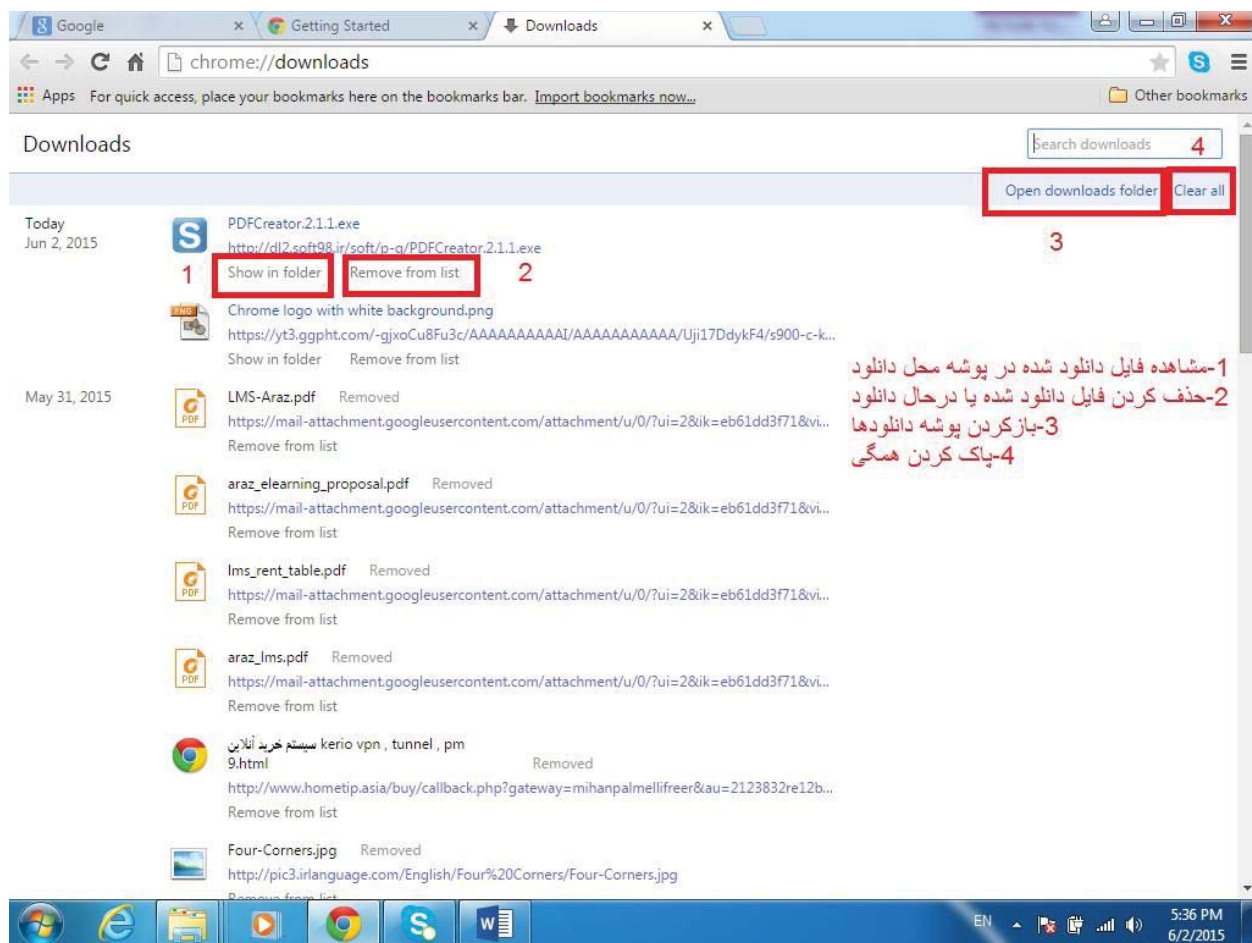 Google
Getting Started
Downloads
chrome://downloads
Apps For quick access, place your bookmarks here on the bookmarks bar. Import bookmarks now... Other bookmarks
Downloads
Search downloads 4
Open downloads folder Clear all
3
Today
Jun 2, 2015
PDFCreator.2.1.1.exe
http://dl2.soft98.ir/soft/p-q/PDFCreator.2.1.1.exe
1 Show in folder Remove from list 2
Chrome logo with white background.png
https://yt3.ggpht.com/-gjxoCu8Fu3c/AAAAAAAAAAI/AAAAAAAAAAA/Uji17DdykF4/s900-c-k...
Show in folder Remove from list
1-مشاهده فایل دانلود شده در پوشه محل دانلود
2-حذف کردن فایل دانلود شده یا درحال دانلود
3-بازکردن پوشه دانلودها
4-پاک کردن همگی
May 31, 2015
LMS-Araz.pdf Removed
https://mail-attachment.googleusercontent.com/attachment/u/0/?ui=2&ik=eb61dd3f71&vi...
Remove from list
araz_elearning_proposal.pdf Removed
https://mail-attachment.googleusercontent.com/attachment/u/0/?ui=2&ik=eb61dd3f71&vi...
Remove from list
lms_rent_table.pdf Removed
https://mail-attachment.googleusercontent.com/attachment/u/0/?ui=2&ik=eb61dd3f71&vi...
Remove from list
araz_lms.pdf Removed
https://mail-attachment.googleusercontent.com/attachment/u/0/?ui=2&ik=eb61dd3f71&vi...
Remove from list
سیستم خرید آنلاین kerio vpn , tunnel , pm
9.html Removed
http://www.hometip.asia/buy/callback.php?gateway=mihanpalmellifreer&au=2123832re12b...
Remove from list
Four-Corners.jpg Removed
http://pic3.irlanguage.com/English/Four%20Corners/Four-Corners.jpg
Remove from list
EN 5:36 PM
6/2/2015